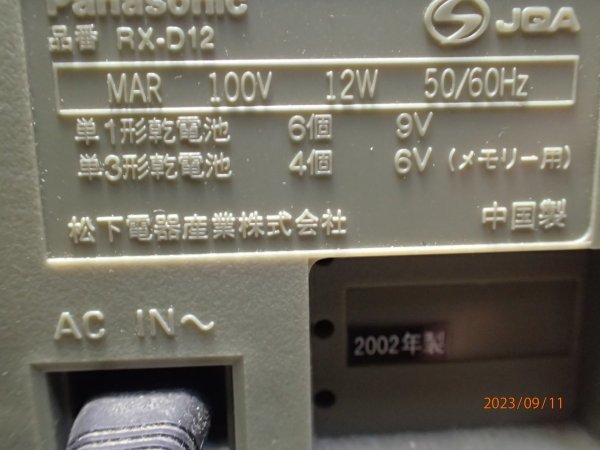 Panasonic
JQA
品番 RX-D12
MAR 100V 12W 50/60Hz
単1形乾電池 6個 9V
単3形乾電池 4個 6V (メモリー用)
松下電器産業株式会社 中国製
AC IN～
2002年製
2023/09/11